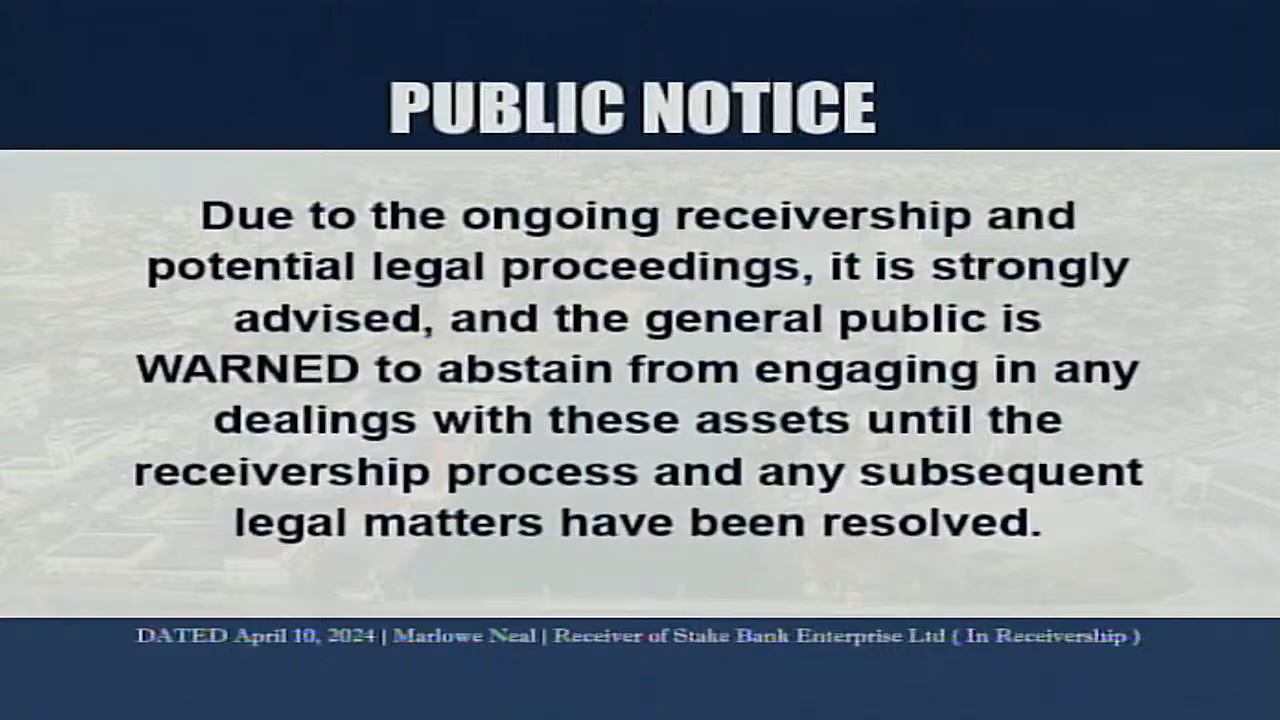 PUBLIC NOTICE
Due to the ongoing receivership and
potential legal proceedings, it is strongly
advised, and the general public is
WARNED to abstain from engaging in any
dealings with these assets until the
receivership process and any subsequent
legal matters have been resolved.
DATED April 10, 2024 | Marlowe Neal | Receiver of Stake Bank Enterprise Ltd ( In Receivership )